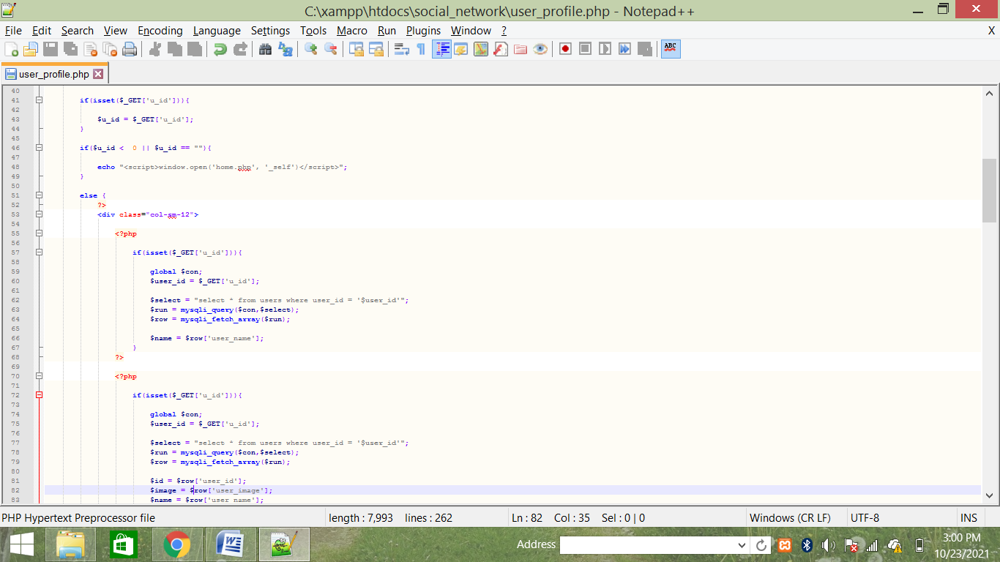 C:\xampp\htdocs\social_network\user_profile.php - Notepad++
File Edit Search View Encoding Language Settings Tools Macro Run Plugins Window ? X
ABC
user_profile.php
40
41 if(isset($_GET['u_id'])){
42
43 $u_id = $_GET['u_id'];
44 }
45
46 if($u_id <  0 || $u_id == ""){
47
48 echo "<script>window.open('home.php', '_self')</script>";
49 }
50
51 else {
52 ?>
53 <div class="col-sm-12">
54
55 <?php
56
57 if(isset($_GET['u_id'])){
58
59 global $con;
60 $user_id = $_GET['u_id'];
61
62 $select = "select * from users where user_id = '$user_id'";
63 $run = mysqli_query($con,$select);
64 $row = mysqli_fetch_array($run);
65
66 $name = $row['user_name'];
67 }
68 ?>
69
70 <?php
71
72 if(isset($_GET['u_id'])){
73
74 global $con;
75 $user_id = $_GET['u_id'];
76
77 $select = "select * from users where user_id = '$user_id'";
78 $run = mysqli_query($con,$select);
79 $row = mysqli_fetch_array($run);
80
81 $id = $row['user_id'];
82 $image = $row['user_image'];
83 $name = $row['user_name'];
PHP Hypertext Preprocessor file length : 7,993 lines : 262 Ln : 82 Col : 35 Sel : 0 | 0 Windows (CR LF) UTF-8 INS
Address 3:00 PM
10/23/2021